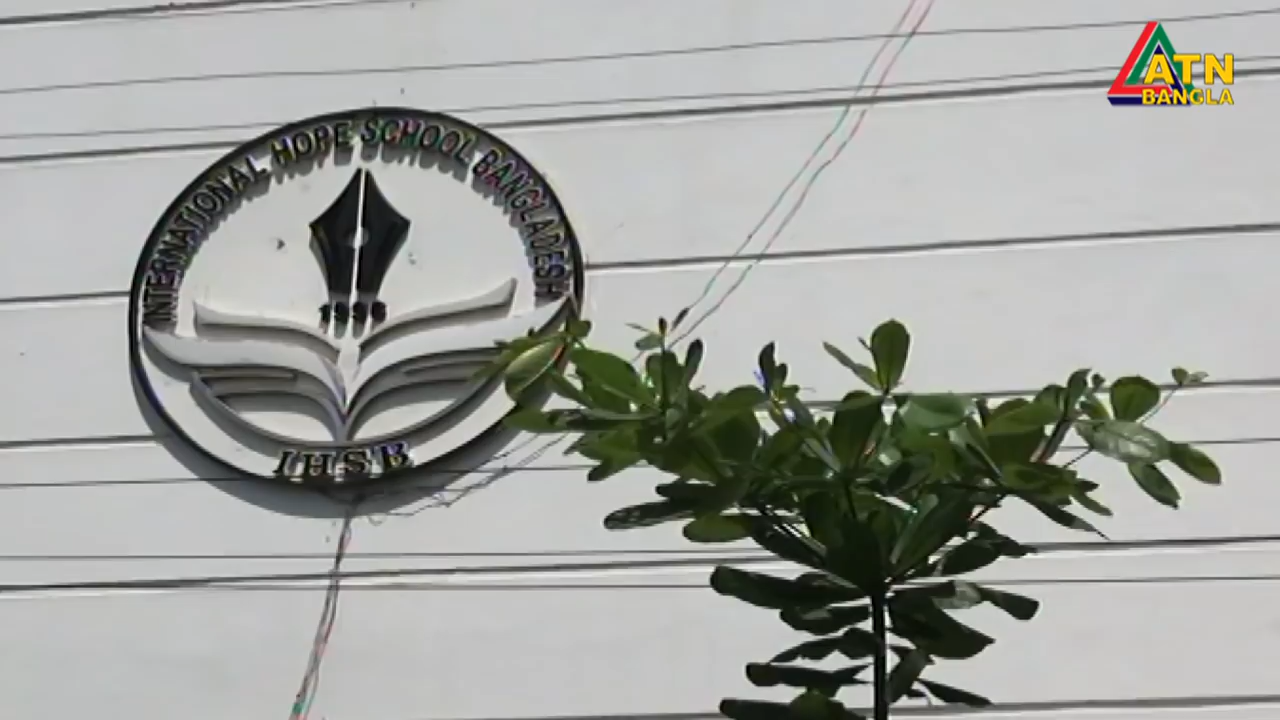 INTERNATIONAL HOPE SCHOOL BANGLADESH
1996
IHSB
ATN
BANGLA